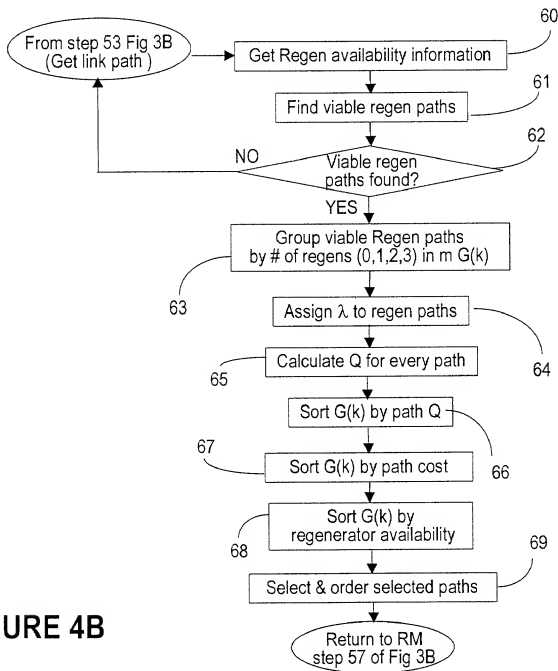 60
From step 53 Fig 3B
(Get link path )
Get Regen availability information
61
Find viable regen paths
62
NO
Viable regen
paths found?
YES
Group viable Regen paths
by # of regens (0,1,2,3) in m G(k)
63
Assign λ to regen paths
64
65
Calculate Q for every path
Sort G(k) by path Q
66
67
Sort G(k) by path cost
Sort G(k) by
regenerator availability
68
69
Select & order selected paths
URE 4B
Return to RM
step 57 of Fig 3B